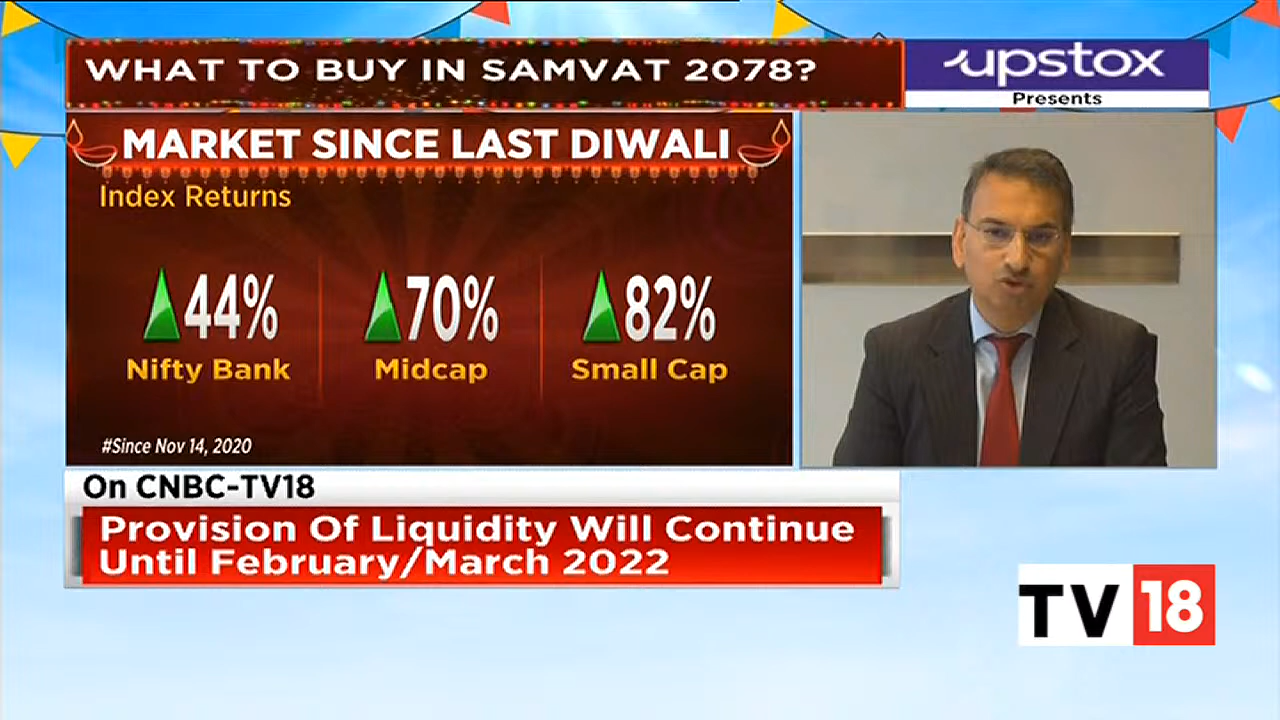 WHAT TO BUY IN SAMVAT 2078?
upstox
Presents
MARKET SINCE LAST DIWALI
Index Returns
44% 70% 82%
Nifty Bank Midcap Small Cap
#Since Nov 14, 2020
On CNBC-TV18
Provision Of Liquidity Will Continue
Until February/March 2022
TV18